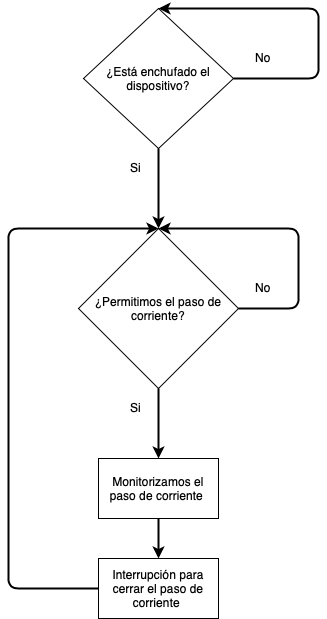 ¿Está enchufado el
dispositivo?
No
Si
¿Permitimos el paso de
corriente?
No
Si
Monitorizamos el
paso de corriente
Interrupción para
cerrar el paso de
corriente